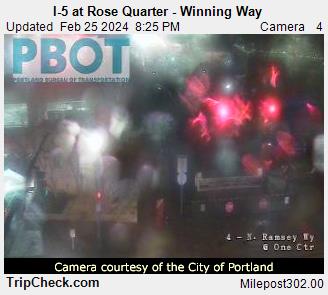 I-5 at Rose Quarter - Winning Way
Updated Feb 25 2024 8:25 PM Camera 4
PBOT
PORTLAND BUREAU OF TRANSPORTATION
4 - N. Ramsey Wy
@ One Ctr
Camera courtesy of the City of Portland
TripCheck.com Milepost302.00